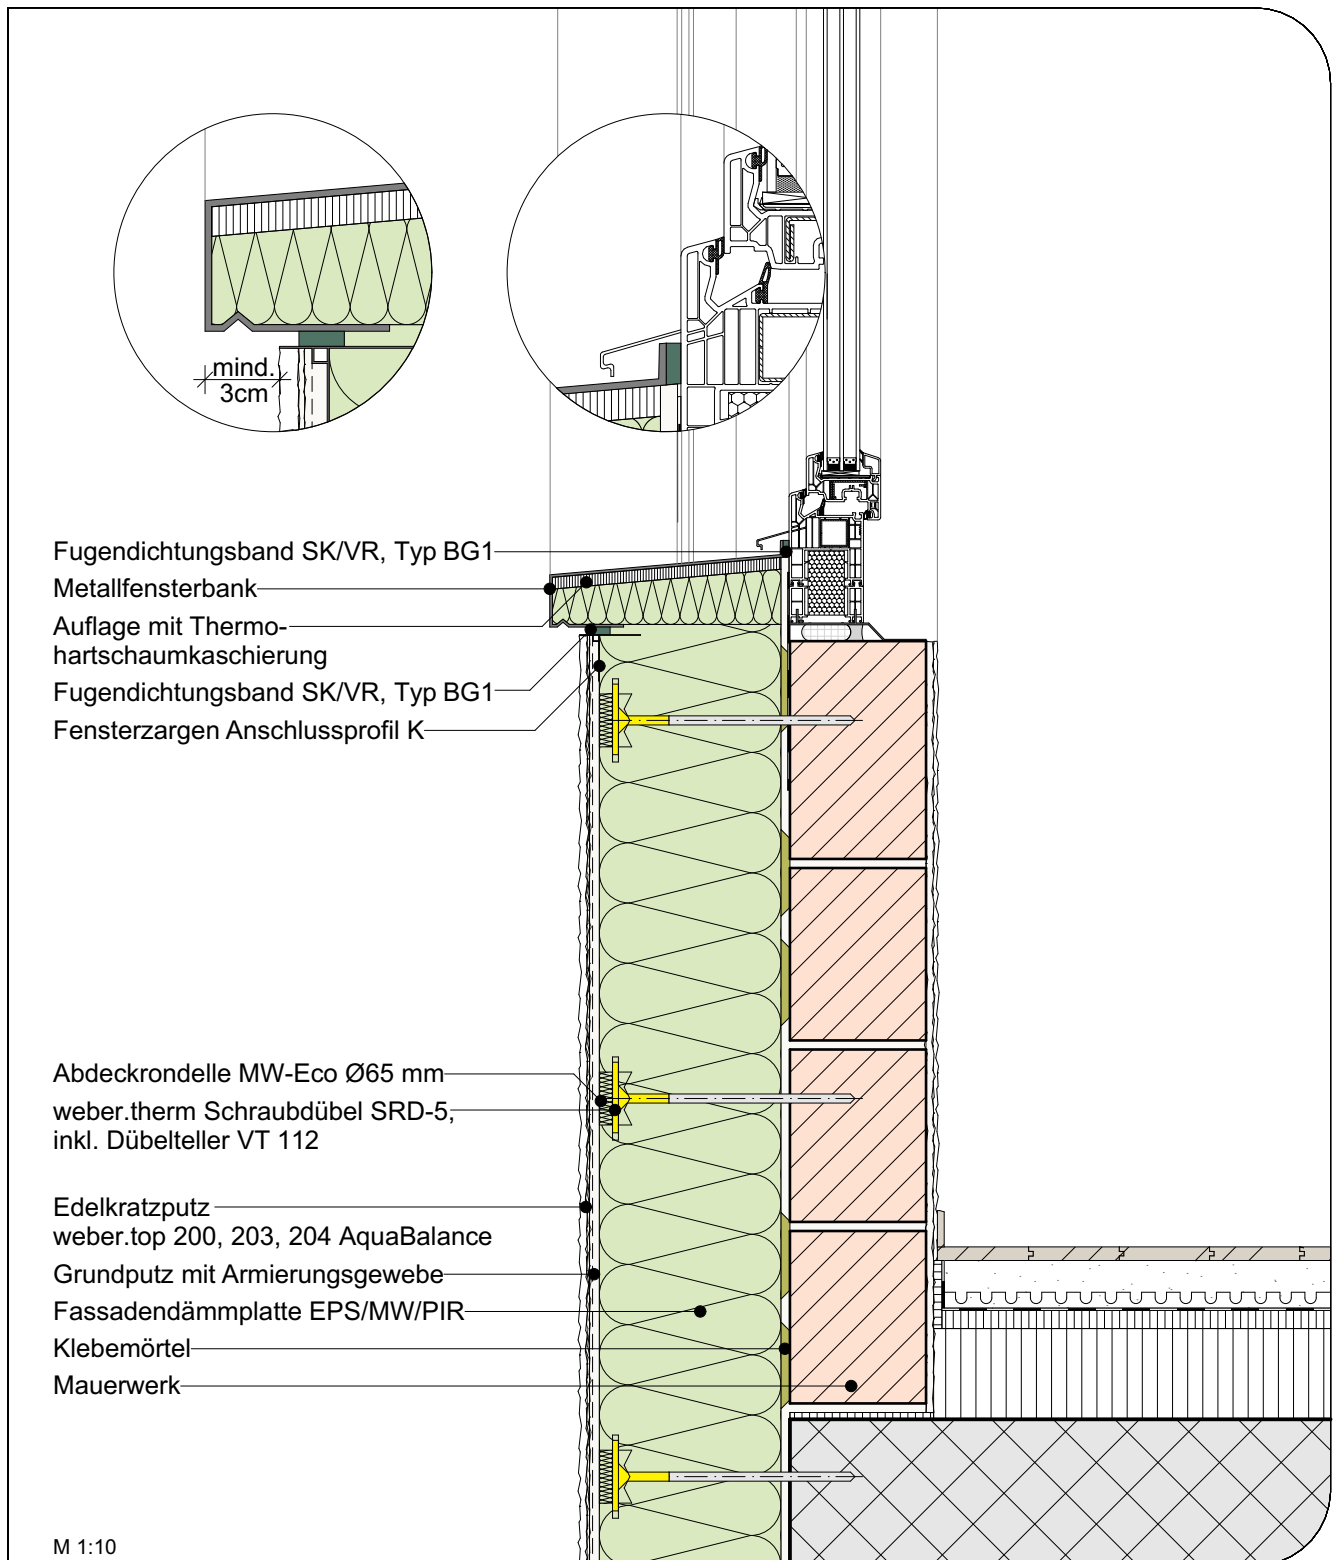 mind.
3cm
Fugendichtungsband SK/VR, Typ BG1
Metallfensterbank
Auflage mit Thermo-
hartschaumkaschierung
Fugendichtungsband SK/VR, Typ BG1
Fensterzargen Anschlussprofil K
Abdeckrondelle MW-Eco Ø65 mm
weber.therm Schraubdübel SRD-5,
inkl. Dübelteller VT 112
Edelkratzputz
weber.top 200, 203, 204 AquaBalance
Grundputz mit Armierungsgewebe
Fassadendämmplatte EPS/MW/PIR
Klebemörtel
Mauerwerk
M 1:10